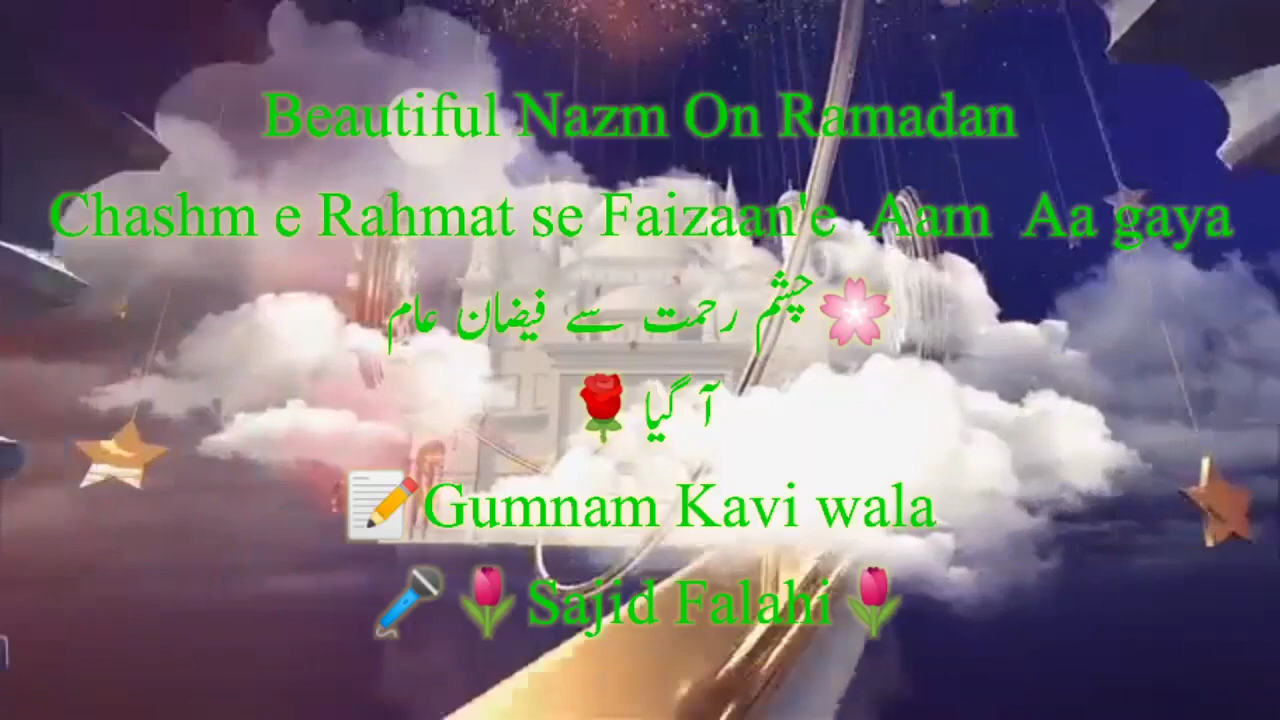 Beautiful Nazm On Ramadan
Chashm e Rahmat se Faizaan'e Aam Aa gaya
🌸چشم رحمت سے فیضان عام
آ گیا 🌹
📝Gumnam Kavi wala
🎤 🌷Sajid Falahi🌷